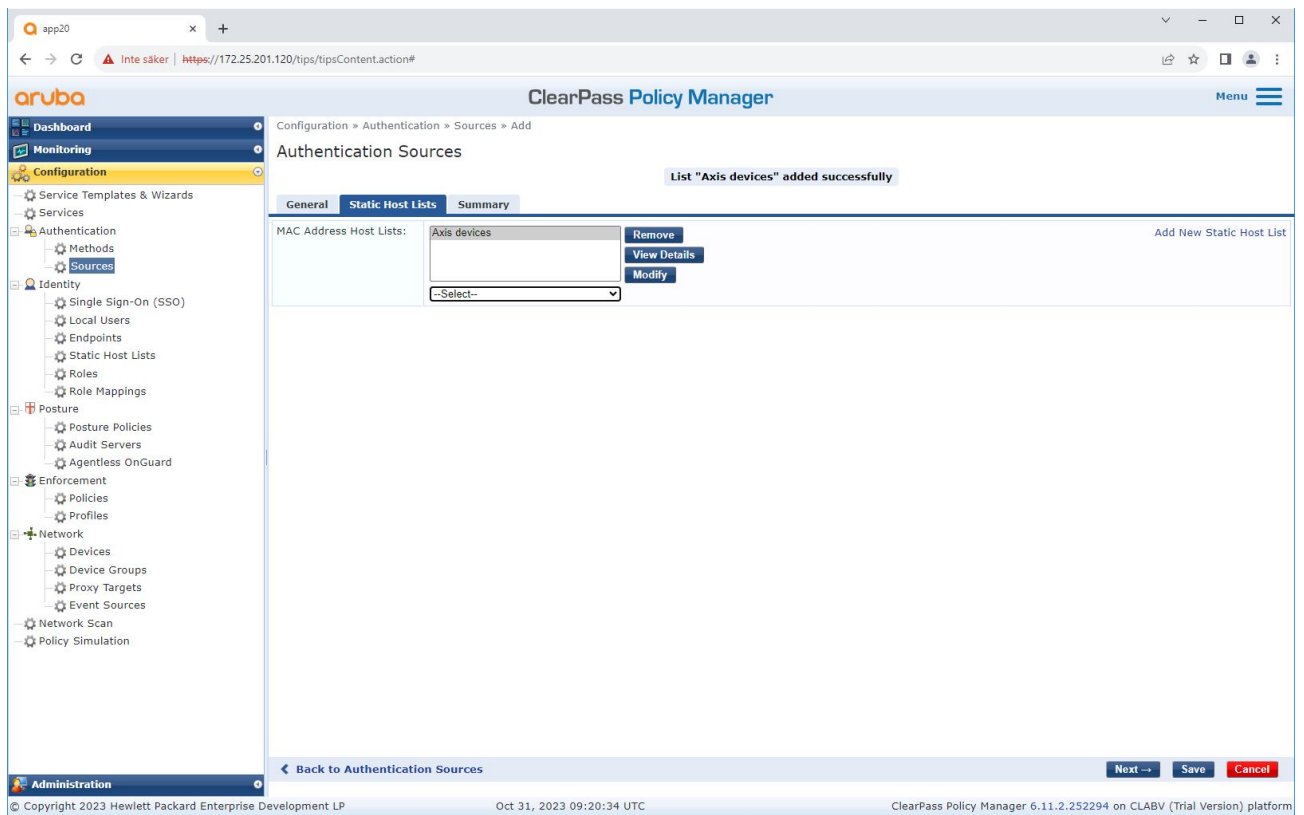 app20
Inte säker | https://172.25.201.120/tips/tipsContent.action#
aruba
ClearPass Policy Manager
Menu
Dashboard
Monitoring
Configuration
Service Templates & Wizards
Services
Authentication
Methods
Sources
Identity
Single Sign-On (SSO)
Local Users
Endpoints
Static Host Lists
Roles
Role Mappings
Posture
Posture Policies
Audit Servers
Agentless OnGuard
Enforcement
Policies
Profiles
Network
Devices
Device Groups
Proxy Targets
Event Sources
Network Scan
Policy Simulation
Administration
Configuration » Authentication » Sources » Add
Authentication Sources
List "Axis devices" added successfully
General Static Host Lists Summary
MAC Address Host Lists:
Axis devices
Remove
View Details
Modify
--Select--
Add New Static Host List
Back to Authentication Sources
Next → Save Cancel
© Copyright 2023 Hewlett Packard Enterprise Development LP Oct 31, 2023 09:20:34 UTC ClearPass Policy Manager 6.11.2.252294 on CLABV (Trial Version) platform